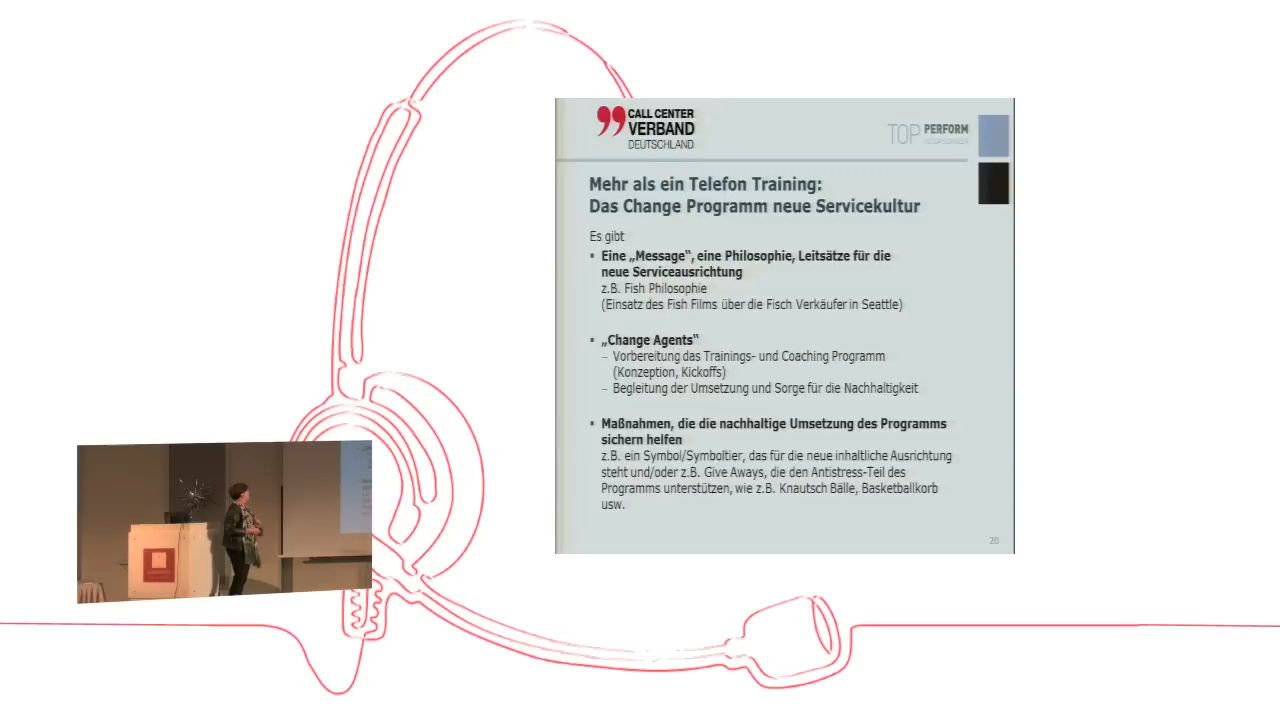 CALL CENTER
VERBAND
DEUTSCHLAND
TOP PERFORM
Mehr als ein Telefon Training:
Das Change Programm neue Servicekultur
Es gibt
▪ Eine „Message“, eine Philosophie, Leitsätze für die
neue Serviceausrichtung
z.B. Fish Philosophie
(Einsatz des Fish Films über die Fisch Verkäufer in Seattle)
▪ „Change Agents“
– Vorbereitung das Trainings- und Coaching Programm
(Konzeption, Kickoffs)
– Begleitung der Umsetzung und Sorge für die Nachhaltigkeit
▪ Maßnahmen, die die nachhaltige Umsetzung des Programms
sichern helfen
z.B. ein Symbol/Symboltier, das für die neue inhaltliche Ausrichtung
steht und/oder z.B. Give Aways, die den Antistress-Teil des
Programms unterstützen, wie z.B. Knautsch Bälle, Basketballkorb
usw.
20